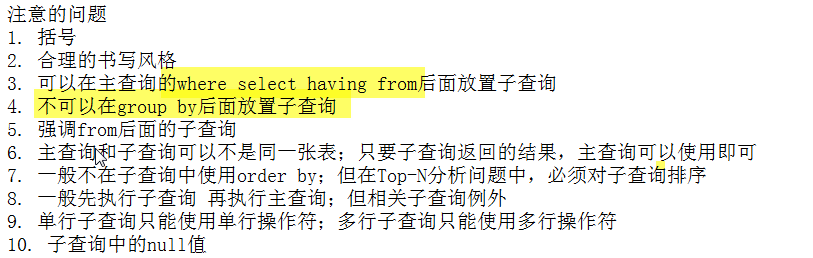 注意的问题
1. 括号
2. 合理的书写风格
3. 可以在主查询的where select having from后面放置子查询
4. 不可以在group by后面放置子查询
5. 强调from后面的子查询
6. 主查询和子查询可以不是同一张表；只要子查询返回的结果，主查询可以使用即可
7. 一般不在子查询中使用order by；但在Top-N分析问题中，必须对子查询排序
8. 一般先执行子查询 再执行主查询；但相关子查询例外
9. 单行子查询只能使用单行操作符；多行子查询只能使用多行操作符
10. 子查询中的null值